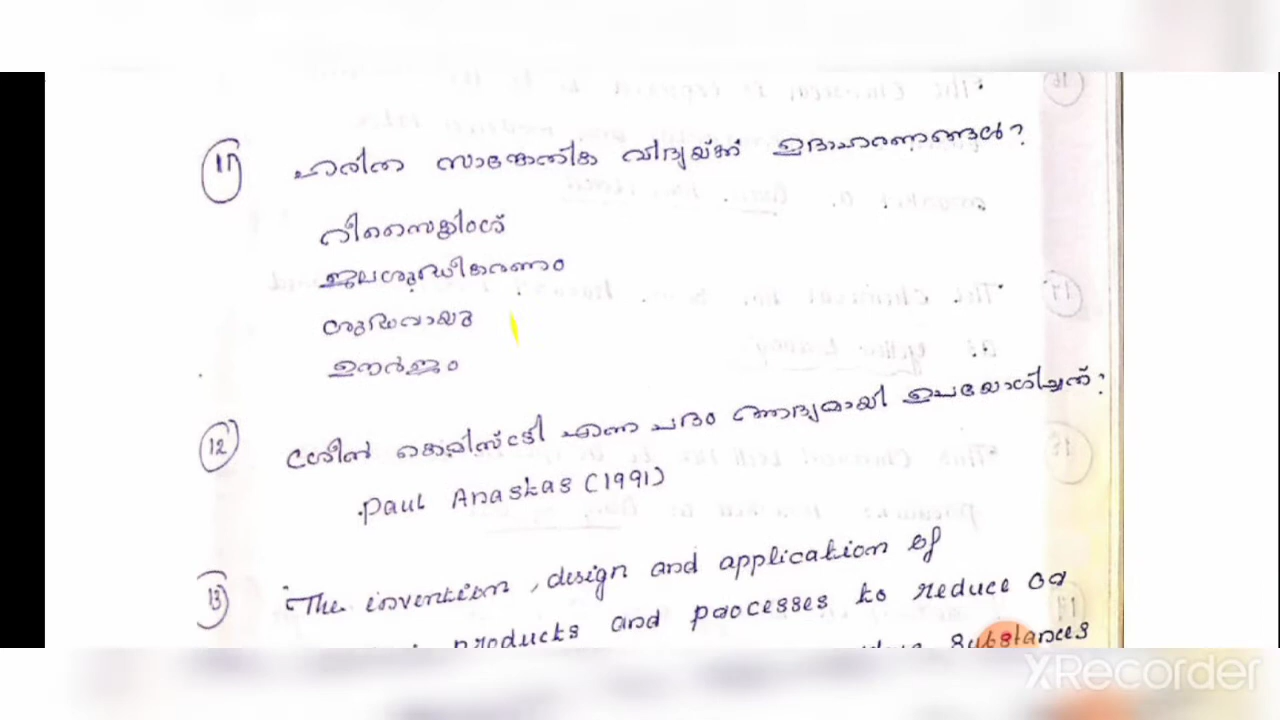 11 ഹരിത സാങ്കേതിക വിദ്യയ്ക്ക് ഉദാഹരണങ്ങൾ?
റീസൈക്ലിംഗ്
ജലശുദ്ധീകരണം
ശുദ്ധവായു
ഊർജ്ജം
12 ഗ്രീൻ കെമിസ്ട്രി എന്ന പദം ആദ്യമായി ഉപയോഗിച്ചത്?
Paul Anaskas (1991)
13 "The invention, design and application of
products and processes to reduce or
substances
XRecorder